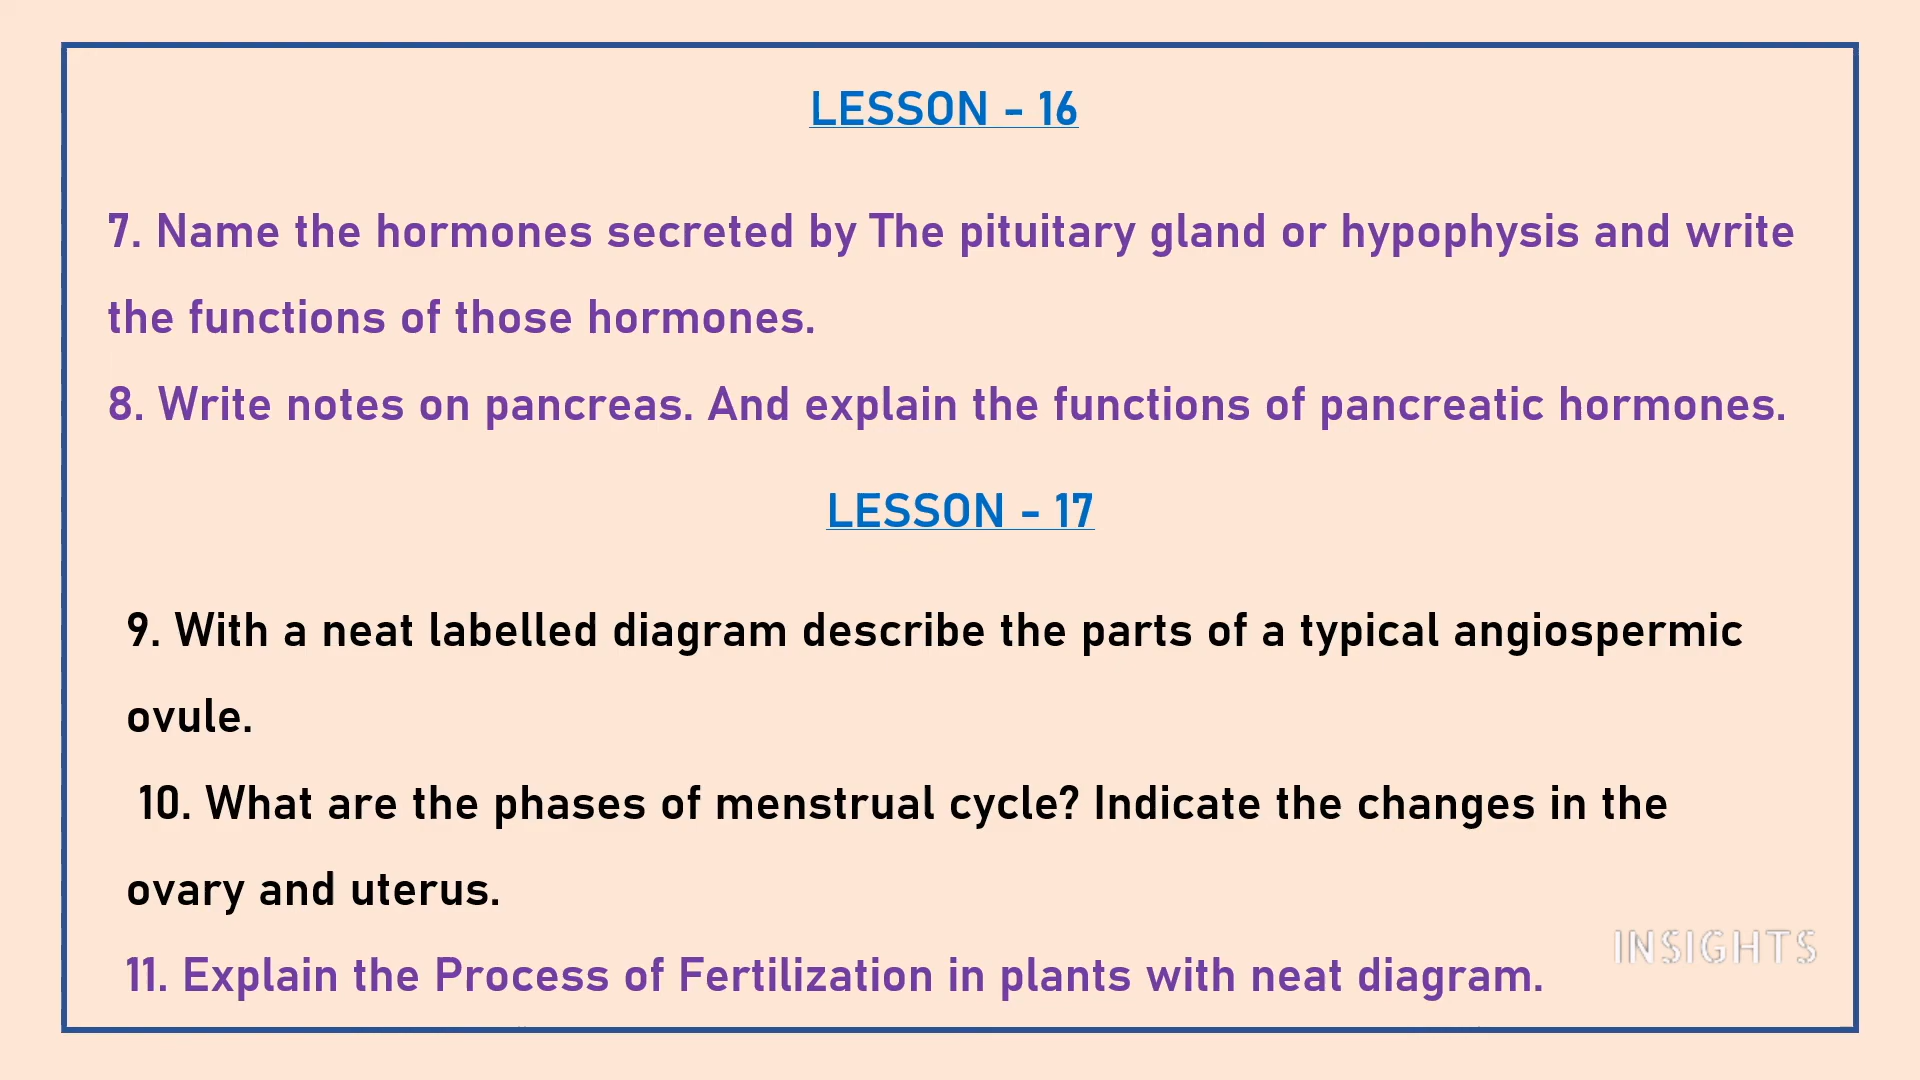 LESSON - 16
7. Name the hormones secreted by The pituitary gland or hypophysis and write
the functions of those hormones.
8. Write notes on pancreas. And explain the functions of pancreatic hormones.
LESSON - 17
9. With a neat labelled diagram describe the parts of a typical angiospermic
ovule.
10. What are the phases of menstrual cycle? Indicate the changes in the
ovary and uterus.
INSIGHTS
11. Explain the Process of Fertilization in plants with neat diagram.